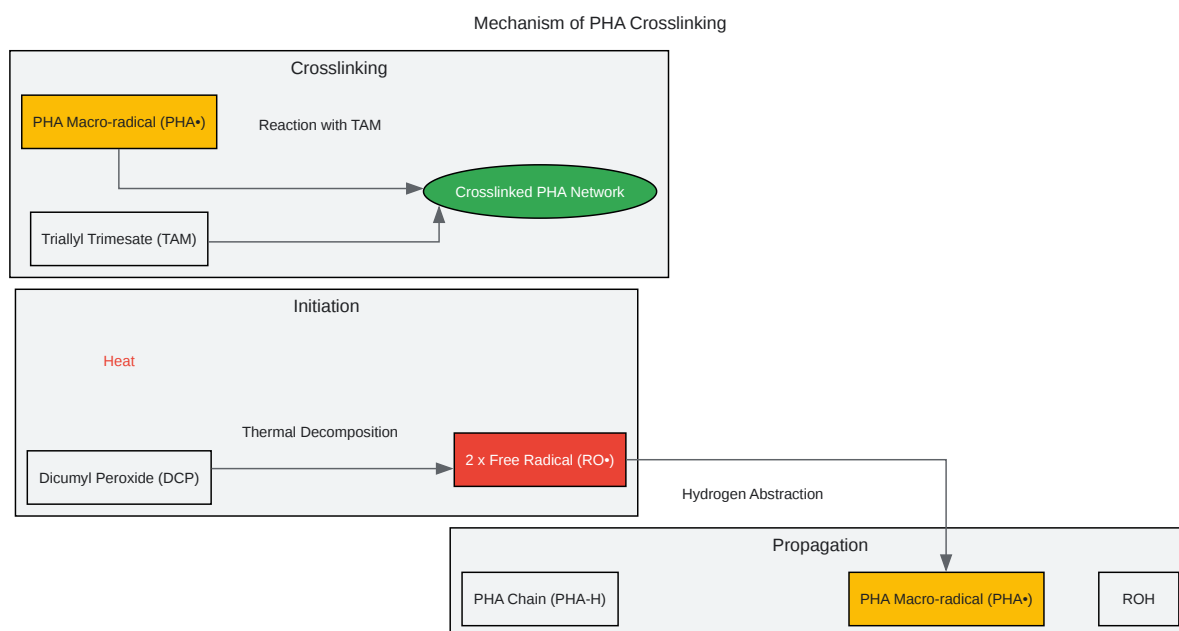 Mechanism of PHA Crosslinking
Crosslinking
PHA Macro-radical (PHA•)
Reaction with TAM
Crosslinked PHA Network
Triallyl Trimesate (TAM)
Initiation
Heat
Thermal Decomposition
Dicumyl Peroxide (DCP)
2 x Free Radical (RO•)
Hydrogen Abstraction
Propagation
PHA Chain (PHA-H)
PHA Macro-radical (PHA•)
ROH